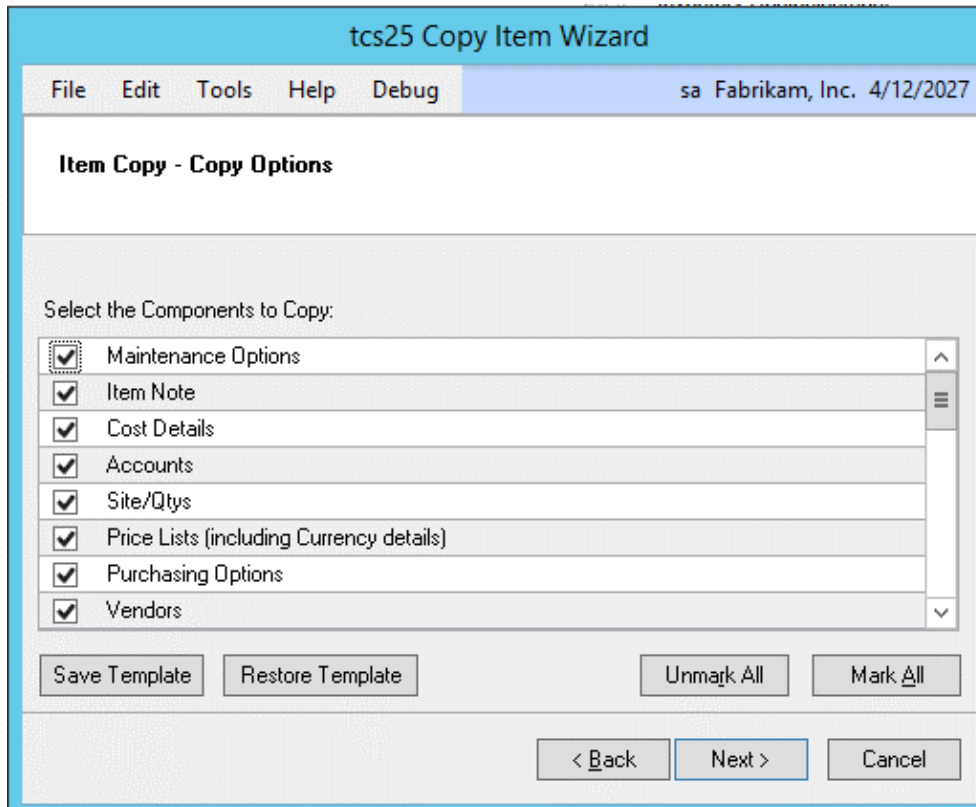 tcs25 Copy Item Wizard
File Edit Tools Help Debug sa Fabrikam, Inc. 4/12/2027
Item Copy - Copy Options
Select the Components to Copy:
Maintenance Options
Item Note
Cost Details
Accounts
Site/Qtys
Price Lists (including Currency details)
Purchasing Options
Vendors
Save Template Restore Template Unmark All Mark All
< Back Next > Cancel